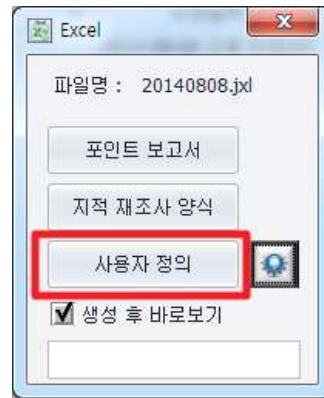 Excel
파일명 : 20140808.jxl
포인트 보고서
지적 재조사 양식
사용자 정의
생성 후 바로보기